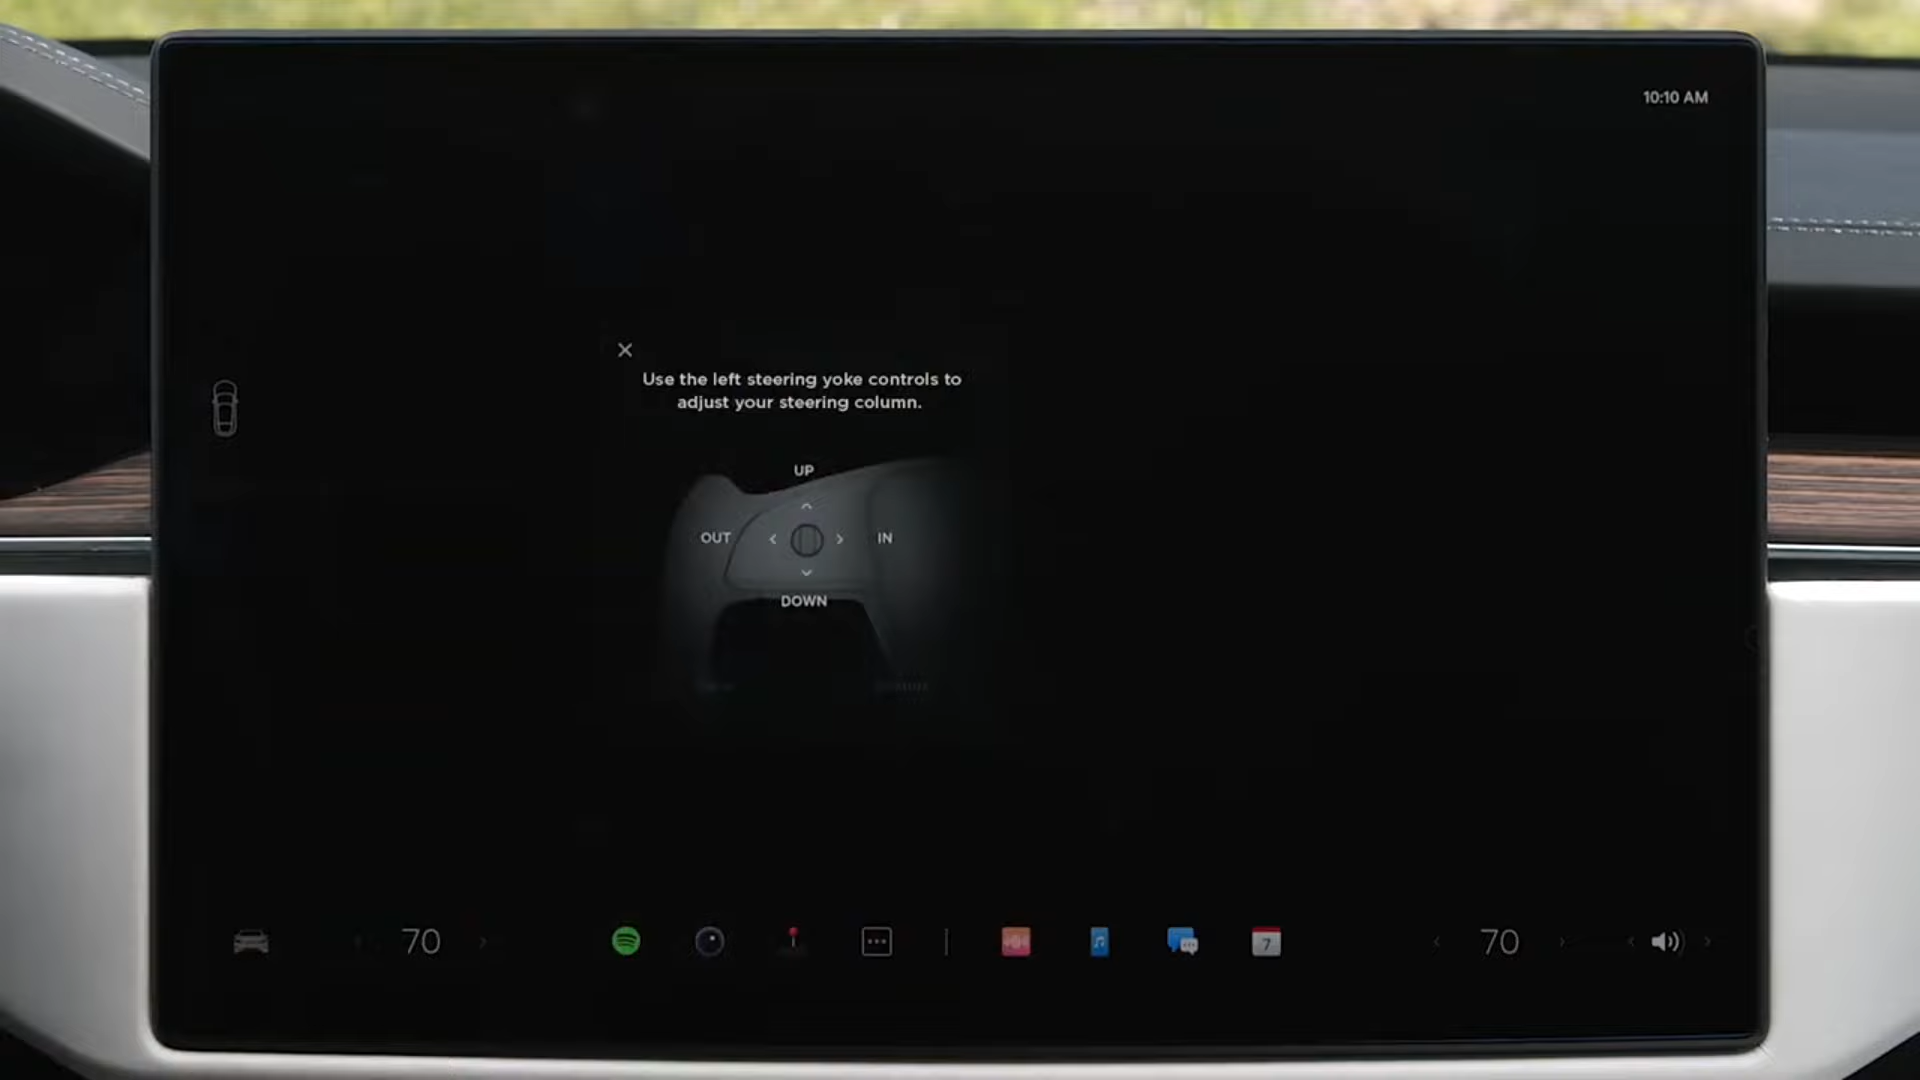 10:10 AM
Use the left steering yoke controls to
adjust your steering column.
UP
OUT
IN
DOWN
70
7
70